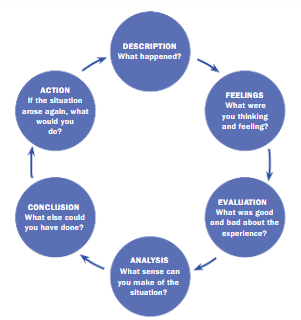 DESCRIPTION
What happened?
FEELINGS
What were
you thinking
and feeling?
EVALUATION
What was good
and bad about the
experience?
ANALYSIS
What sense can
you make of the
situation?
CONCLUSION
What else could
you have done?
ACTION
If the situation
arose again, what
would you
do?